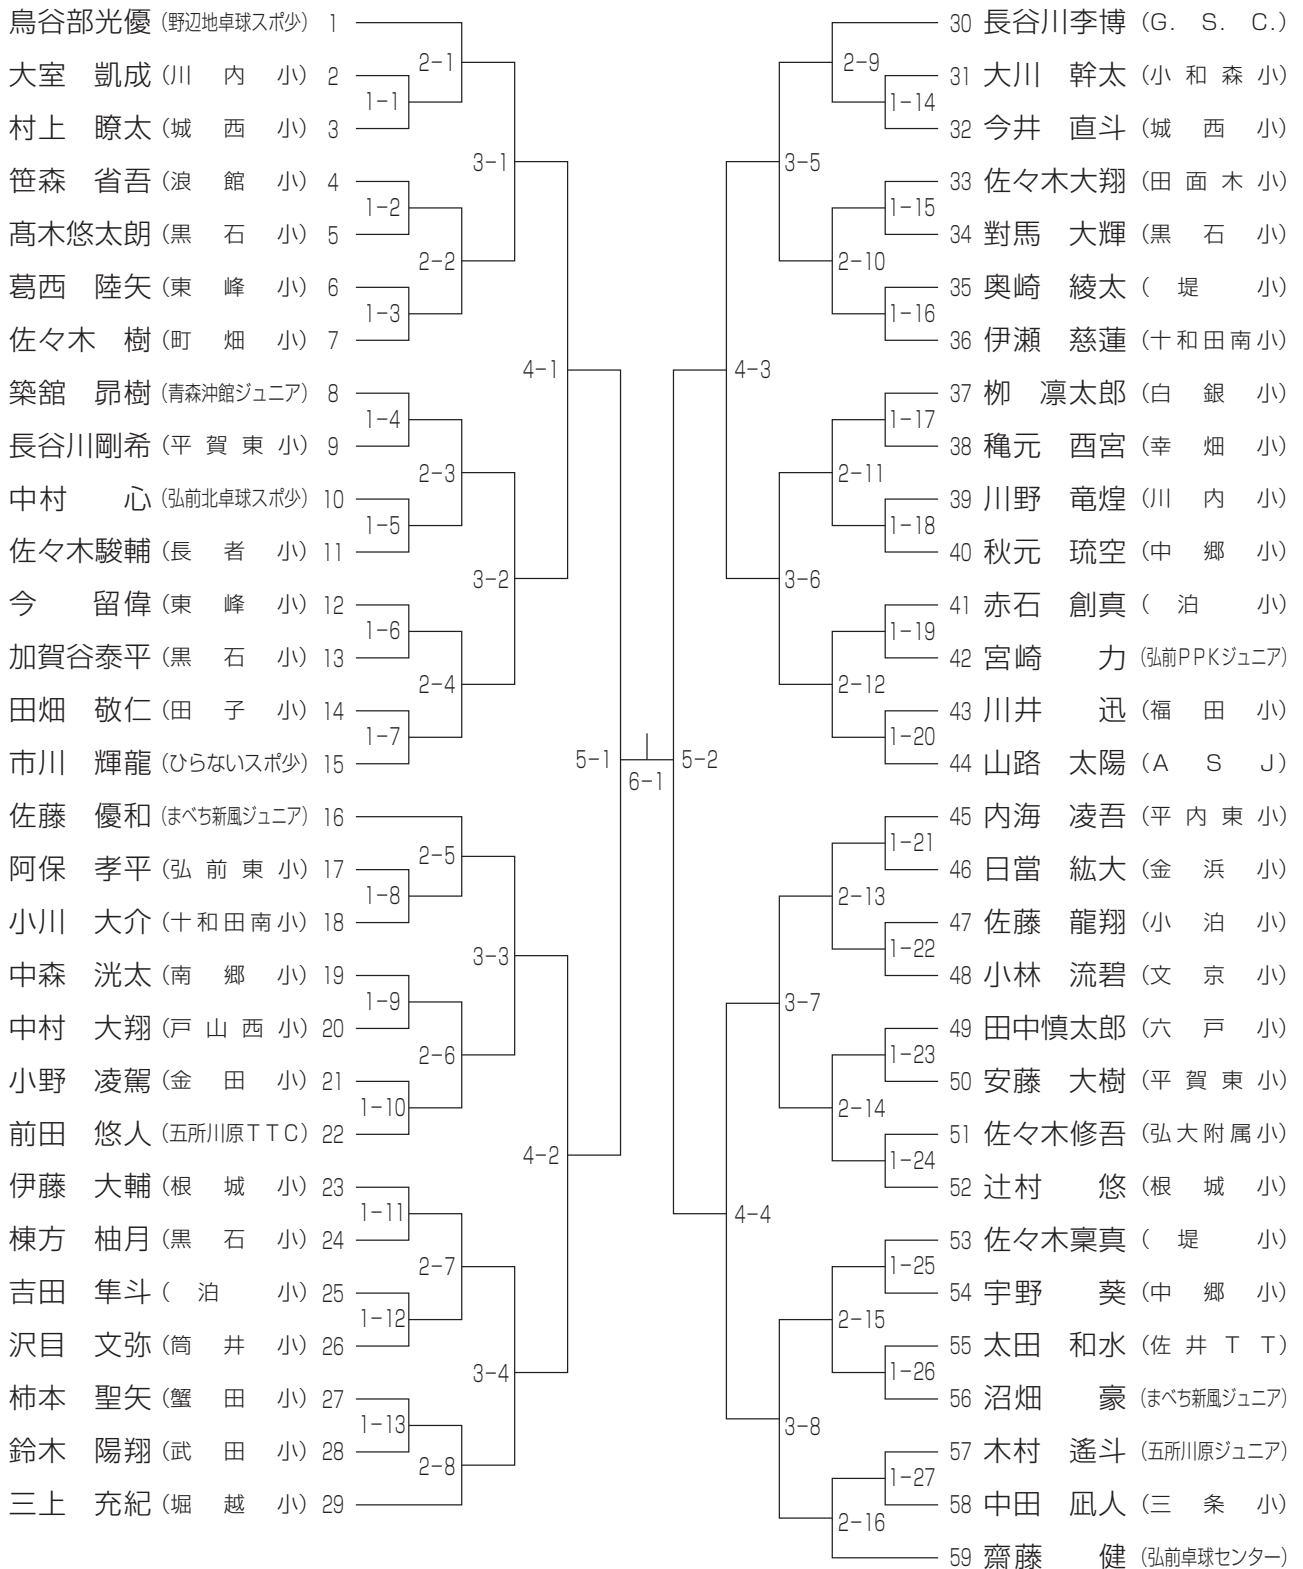 鳥谷部光優 (野辺地卓球スポ少) 1
大室 凱成 (川内小) 2
村上 瞭太 (城西小) 3
笹森 省吾 (浪館小) 4
髙木悠太朗 (黒石小) 5
葛西 陸矢 (東峰小) 6
佐々木 樹 (町畑小) 7
築舘 昴樹 (青森沖館ジュニア) 8
長谷川剛希 (平賀東小) 9
中村 心 (弘前北卓球スポ少) 10
佐々木駿輔 (長者小) 11
今 留偉 (東峰小) 12
加賀谷泰平 (黒石小) 13
田畑 敬仁 (田子小) 14
市川 輝龍 (ひらないスポ少) 15
佐藤 優和 (まべち新風ジュニア) 16
阿保 孝平 (弘前東小) 17
小川 大介 (十和田南小) 18
中森 洸太 (南郷小) 19
中村 大翔 (戸山西小) 20
小野 凌駕 (金田小) 21
前田 悠人 (五所川原TTC) 22
伊藤 大輔 (根城小) 23
棟方 柚月 (黒石小) 24
吉田 隼斗 (泊小) 25
沢目 文弥 (筒井小) 26
柿本 聖矢 (蟹田小) 27
鈴木 陽翔 (武田小) 28
三上 充紀 (堀越小) 29
1-1
1-2
1-3
1-4
1-5
1-6
1-7
1-8
1-9
1-10
1-11
1-12
1-13
2-1
2-2
2-3
2-4
2-5
2-6
2-7
2-8
3-1
3-2
3-3
3-4
4-1
4-2
5-1
6-1
5-2
4-3
4-4
3-5
3-6
3-7
3-8
2-9
2-10
2-11
2-12
2-13
2-14
2-15
2-16
1-14
1-15
1-16
1-17
1-18
1-19
1-20
1-21
1-22
1-23
1-24
1-25
1-26
1-27
30 長谷川李博 (G. S. C.)
31 大川 幹太 (小和森小)
32 今井 直斗 (城西小)
33 佐々木大翔 (田面木小)
34 對馬 大輝 (黒石小)
35 奥崎 綾太 (堤小)
36 伊瀬 慈蓮 (十和田南小)
37 栁 凛太郎 (白銀小)
38 穐元 酉宮 (幸畑小)
39 川野 竜煌 (川内小)
40 秋元 琉空 (中郷小)
41 赤石 創真 (泊小)
42 宮崎 力 (弘前PPKジュニア)
43 川井 迅 (福田小)
44 山路 太陽 (ASJ)
45 内海 凌吾 (平内東小)
46 日當 紘大 (金浜小)
47 佐藤 龍翔 (小泊小)
48 小林 流碧 (文京小)
49 田中慎太郎 (六戸小)
50 安藤 大樹 (平賀東小)
51 佐々木修吾 (弘大附属小)
52 辻村 悠 (根城小)
53 佐々木稟真 (堤小)
54 宇野 葵 (中郷小)
55 太田 和水 (佐井TT)
56 沼畑 豪 (まべち新風ジュニア)
57 木村 遙斗 (五所川原ジュニア)
58 中田 凪人 (三条小)
59 齋藤 健 (弘前卓球センター)